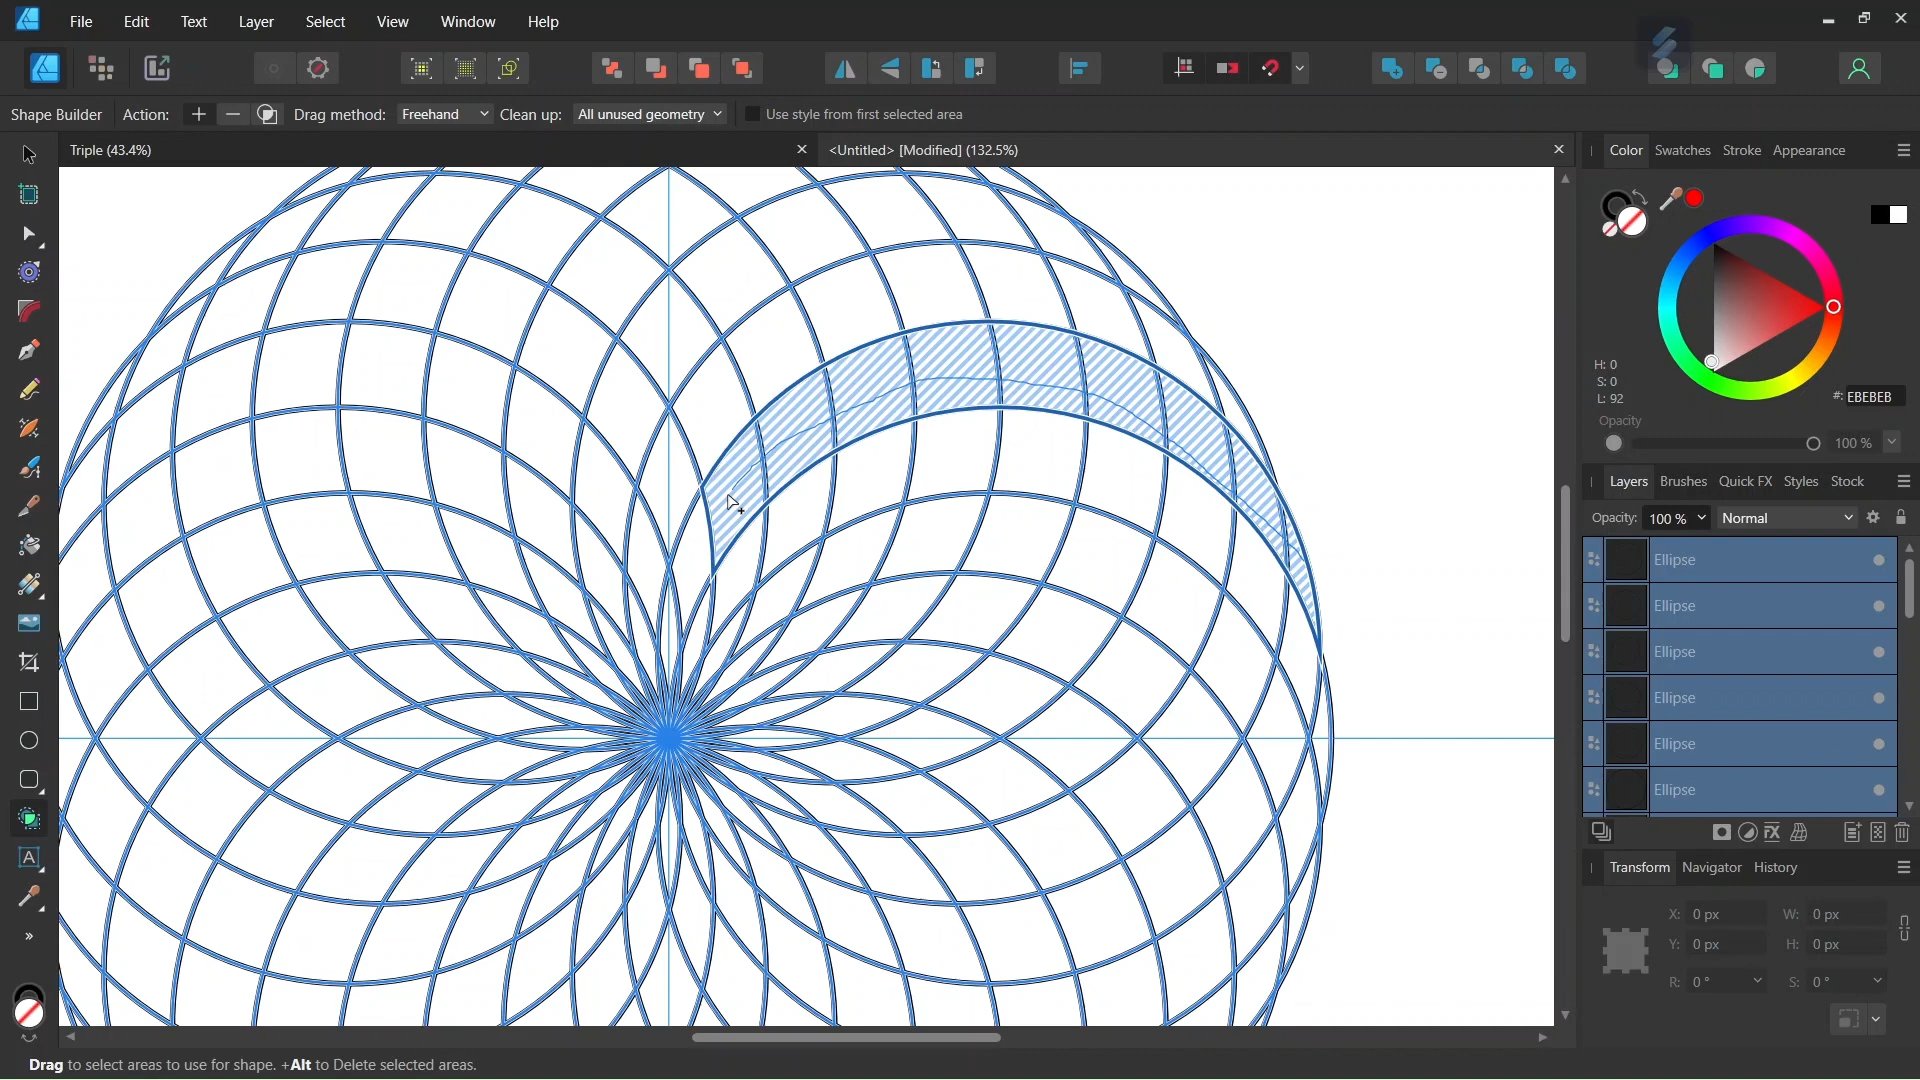 File Edit Text Layer Select View Window Help
Shape Builder Action: Drag method: Freehand Clean up: All unused geometry Use style from first selected area
Triple (43.4%) <Untitled> [Modified] (132.5%)
Color Swatches Stroke Appearance
H: 0
S: 0
L: 92
#: EBEBEB
Opacity
100 %
Layers Brushes Quick FX Styles Stock
Opacity: 100 % Normal
Ellipse
Ellipse
Ellipse
Ellipse
Ellipse
Ellipse
Transform Navigator History
X: 0 px W: 0 px
Y: 0 px H: 0 px
R: 0 ° S: 0 °
Drag to select areas to use for shape. +Alt to Delete selected areas.